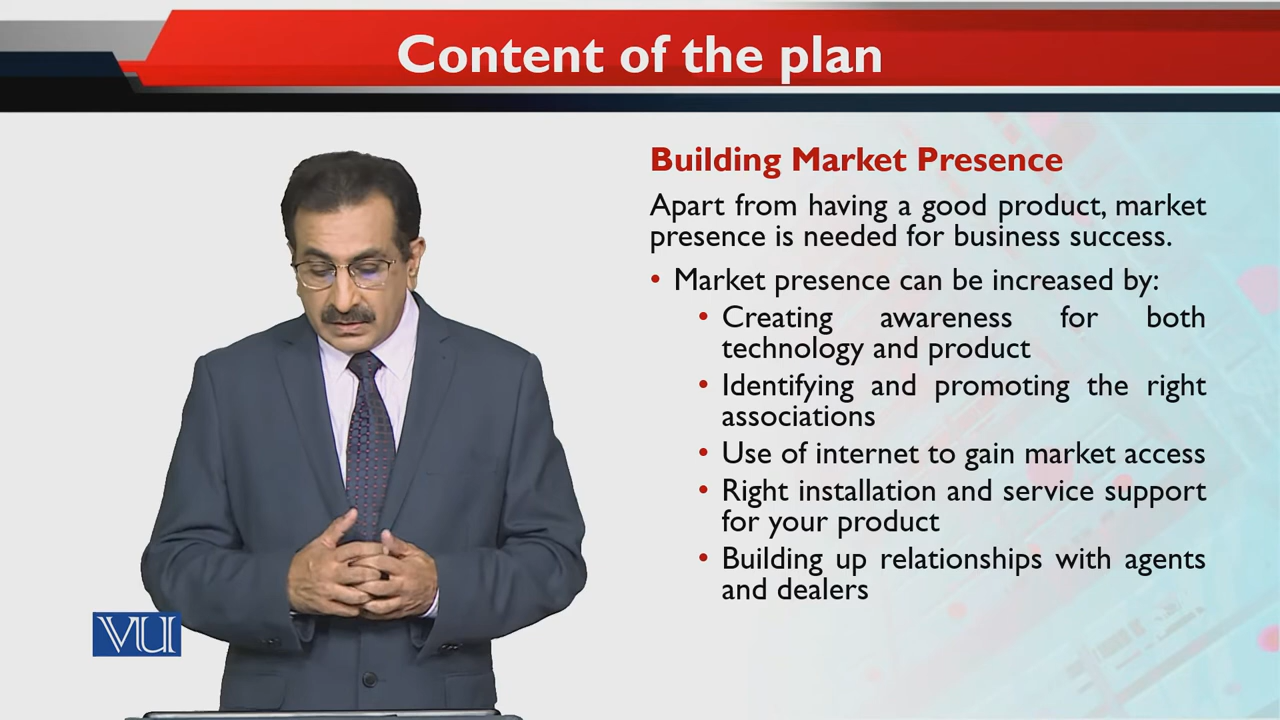 Content of the plan
Building Market Presence
Apart from having a good product, market
presence is needed for business success.
• Market presence can be increased by:
• Creating awareness for both
technology and product
• Identifying and promoting the right
associations
• Use of internet to gain market access
• Right installation and service support
for your product
• Building up relationships with agents
and dealers
VU